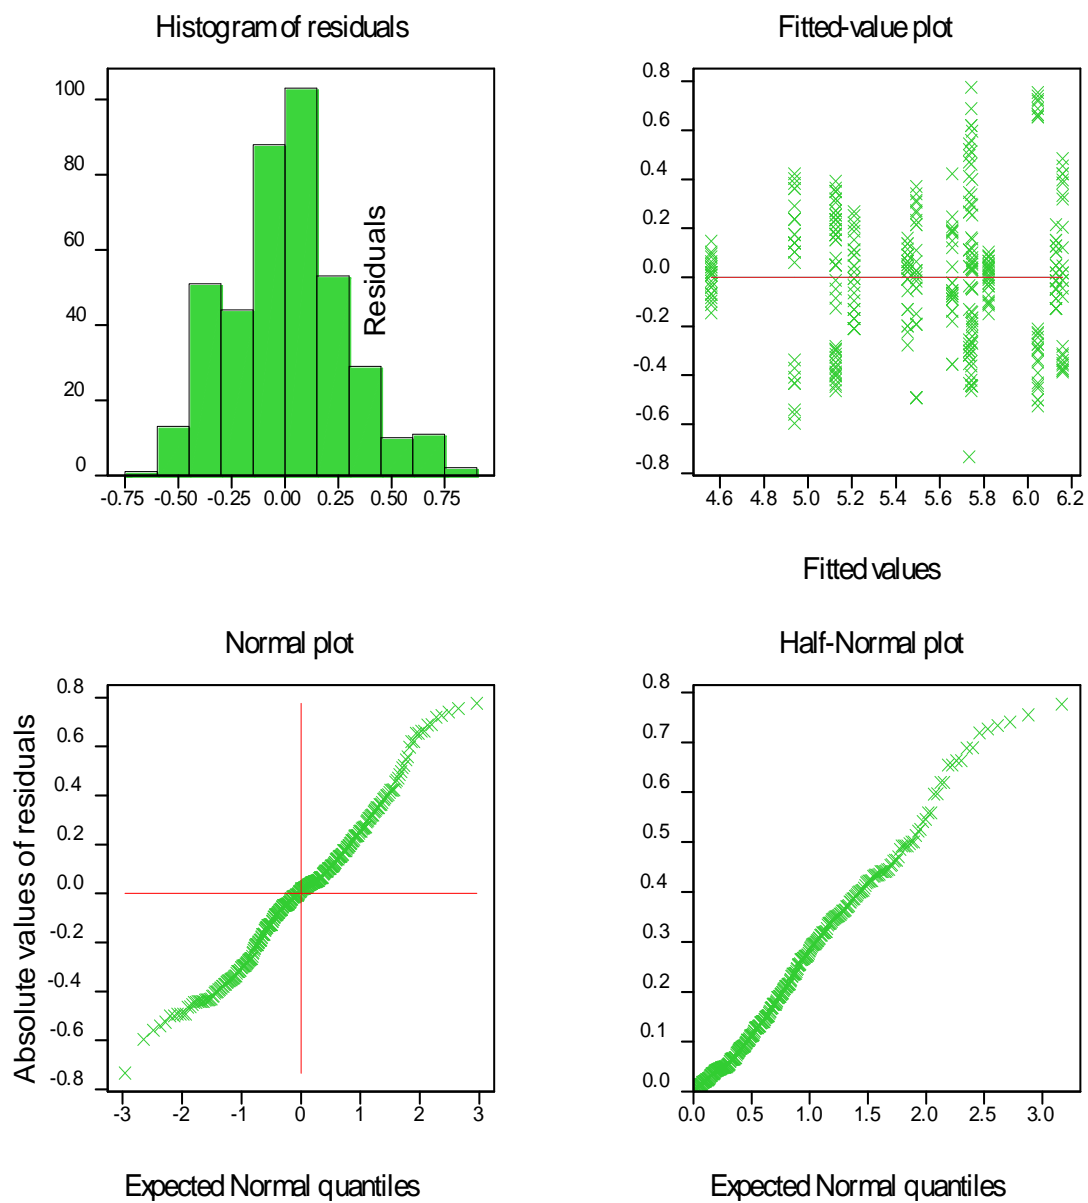 Histogram of residuals
100
80
60
40
20
0
-0.75 -0.50 -0.25 0.00 0.25 0.50 0.75
Residuals
Fitted-value plot
0.8
0.6
0.4
0.2
0.0
-0.2
-0.4
-0.6
-0.8
4.6 4.8 5.0 5.2 5.4 5.6 5.8 6.0 6.2
Fitted values
Normal plot
Absolute values of residuals
0.8
0.6
0.4
0.2
0.0
-0.2
-0.4
-0.6
-0.8
-3 -2 -1 0 1 2 3
Expected Normal quantiles
Half-Normal plot
0.8
0.7
0.6
0.5
0.4
0.3
0.2
0.1
0.0
0.0 0.5 1.0 1.5 2.0 2.5 3.0
Expected Normal quantiles